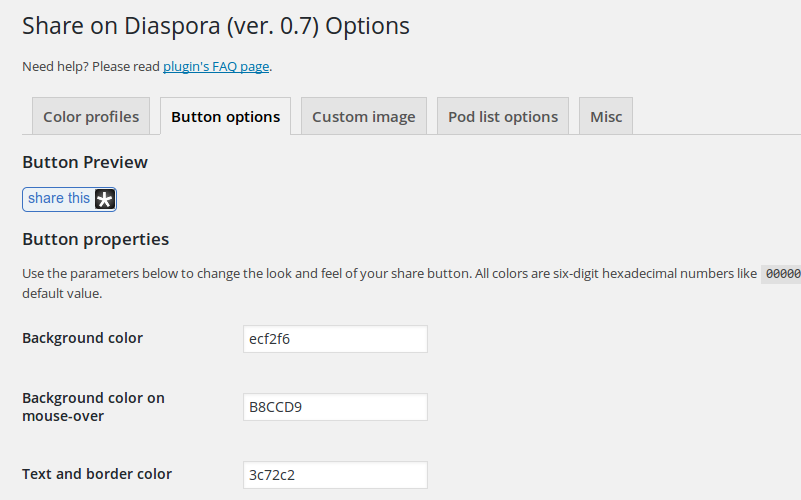 Share on Diaspora (ver. 0.7) Options
Need help? Please read plugin's FAQ page.
Color profiles Button options Custom image Pod list options Misc
Button Preview
share this
Button properties
Use the parameters below to change the look and feel of your share button. All colors are six-digit hexadecimal numbers like 00000
default value.
Background color ecf2f6
Background color on
mouse-over B8CCD9
Text and border color 3c72c2